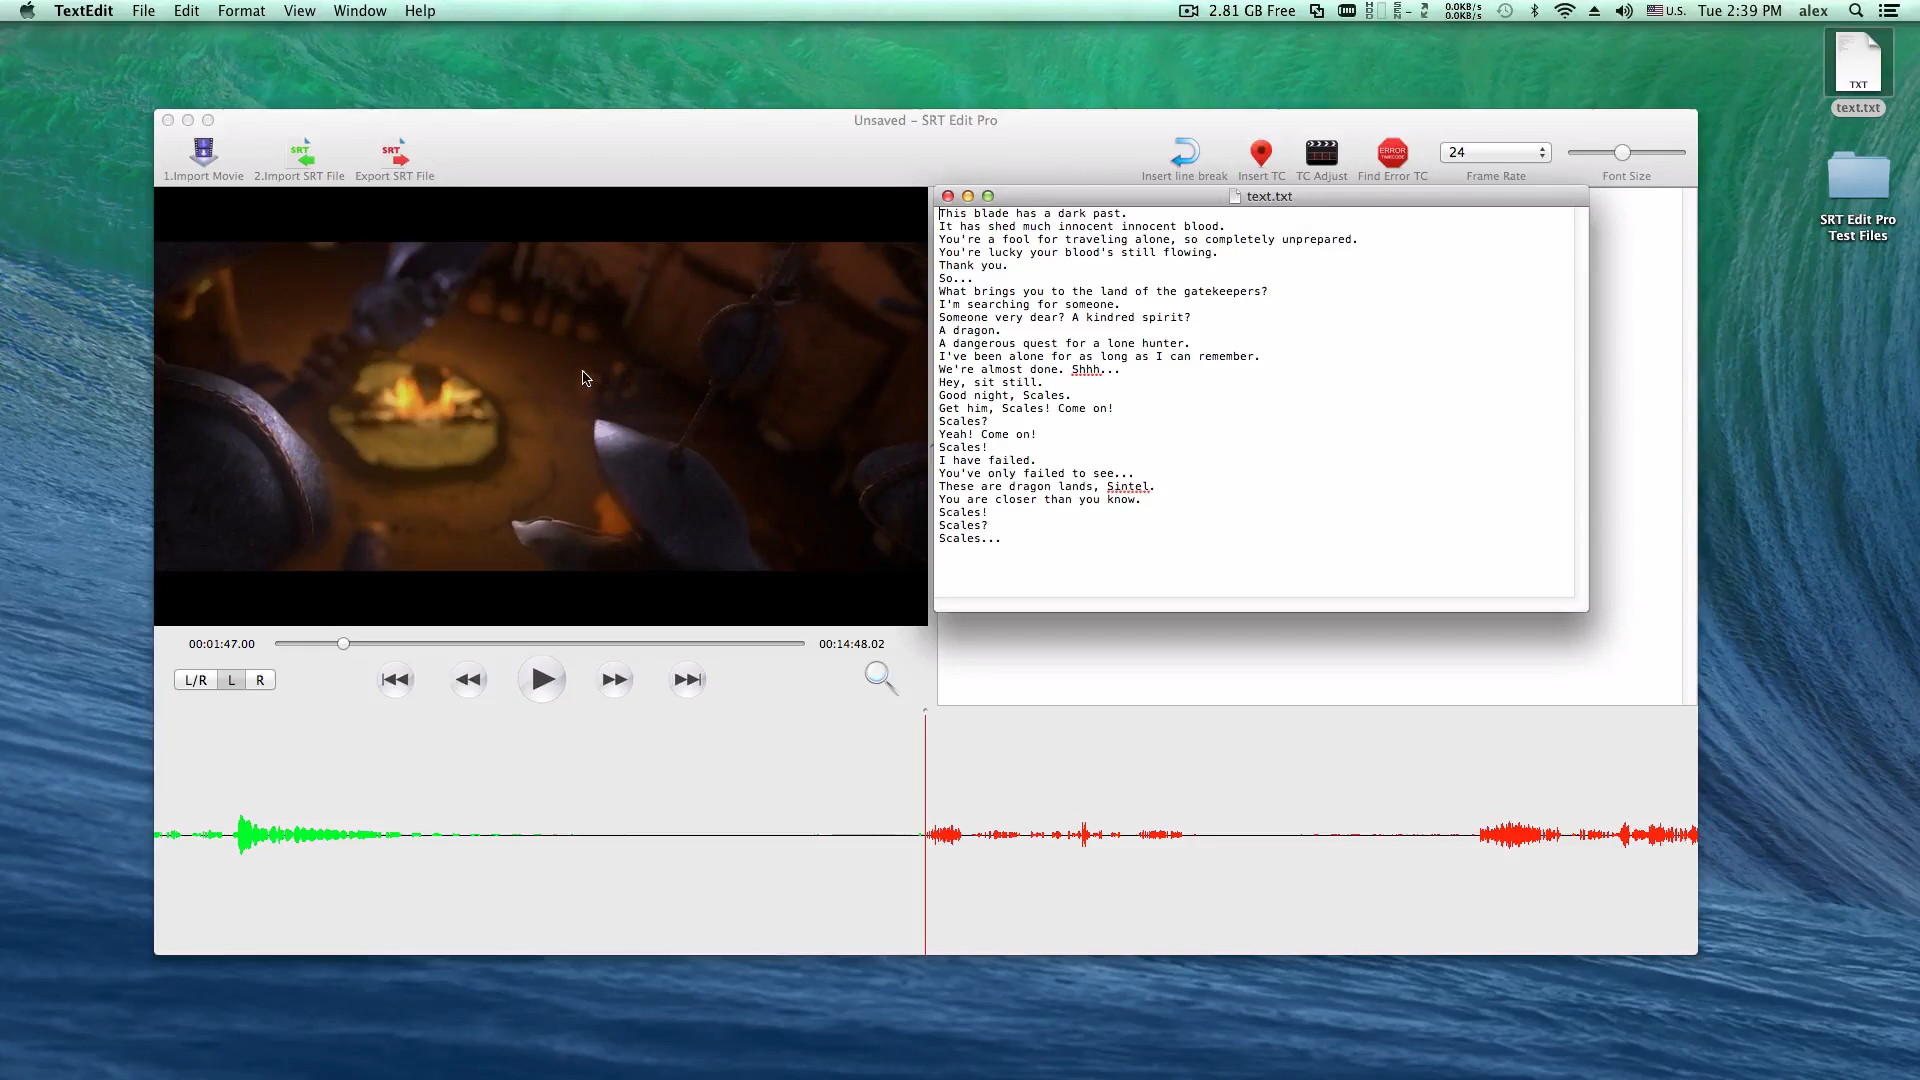 TextEdit File Edit Format View Window Help
2.81 GB Free
0.0KB/s
0.0KB/s
U.S. Tue 2:39 PM alex
TXT
text.txt
SRT Edit Pro
Test Files
Unsaved – SRT Edit Pro
SRT SRT ERROR TIMECODE 24
1.Import Movie 2.Import SRT File Export SRT File Insert line break Insert TC TC Adjust Find Error TC Frame Rate Font Size
text.txt
This blade has a dark past.
It has shed much innocent innocent blood.
You're a fool for traveling alone, so completely unprepared.
You're lucky your blood's still flowing.
Thank you.
So...
What brings you to the land of the gatekeepers?
I'm searching for someone.
Someone very dear? A kindred spirit?
A dragon.
A dangerous quest for a lone hunter.
I've been alone for as long as I can remember.
We're almost done. Shhh...
Hey, sit still.
Good night, Scales.
Get him, Scales! Come on!
Scales?
Yeah! Come on!
Scales!
I have failed.
You've only failed to see...
These are dragon lands, Sintel.
You are closer than you know.
Scales!
Scales?
Scales...
00:01:47.00 00:14:48.02
L/R L R